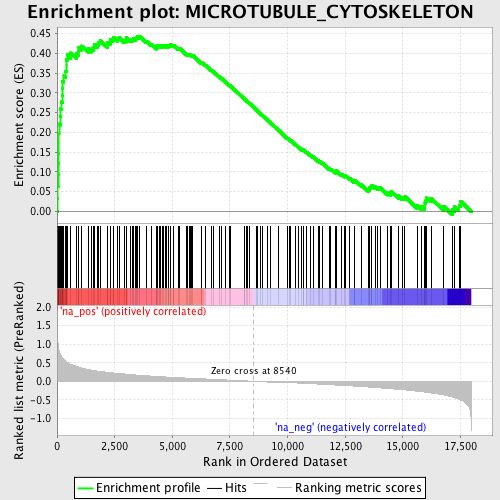 Enrichment plot: MICROTUBULE_CYTOSKELETON
Enrichment score (ES)
0.45
0.40
0.35
0.30
0.25
0.20
0.15
0.10
0.05
0.00
Ranked list metric (PreRanked)
2.0
1.5
1.0
0.5
0.0
-0.5
-1.0
'na_pos' (positively correlated)
Zero cross at 8540
'na_neg' (negatively correlated)
0 2,500 5,000 7,500 10,000 12,500 15,000 17,500
Rank in Ordered Dataset
Enrichment profile Hits Ranking metric scores